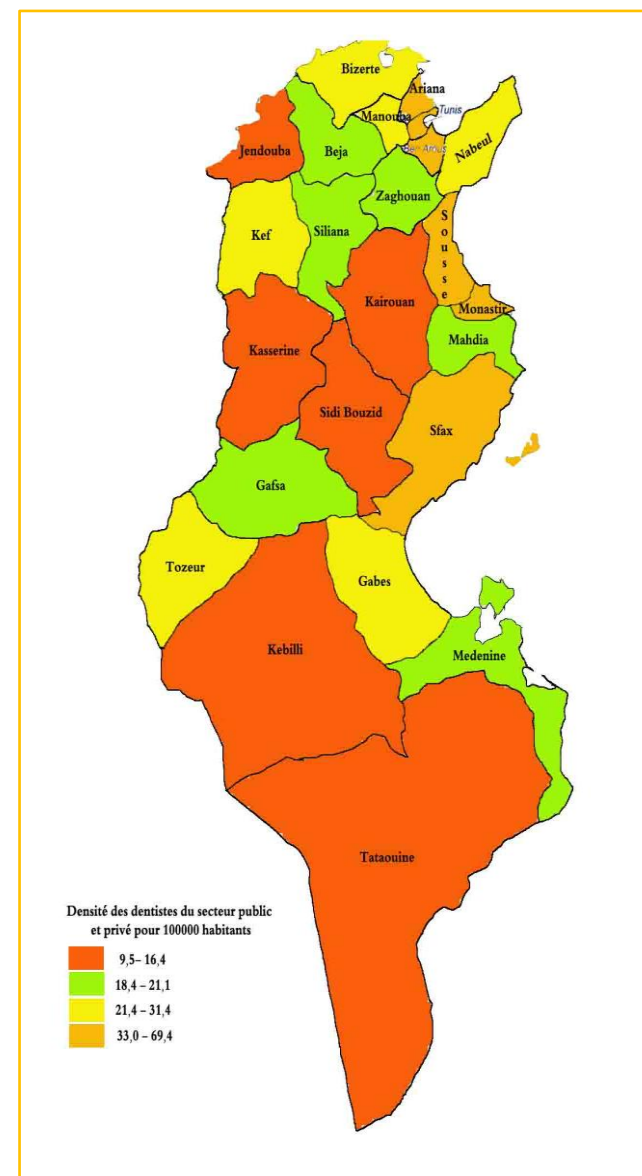 Bizerte
Ariana
Tunis
Manouba
Ben Arous
Nabeul
Jendouba
Beja
Zaghouan
Kef
Siliana
Sousse
Kairouan
Monastir
Mahdia
Kasserine
Sidi Bouzid
Sfax
Gafsa
Tozeur
Gabes
Kebilli
Medenine
Tataouine
Densité des dentistes du secteur public
et privé pour 100000 habitants
9,5– 16,4
18,4 – 21,1
21,4 – 31,4
33,0 – 69,4